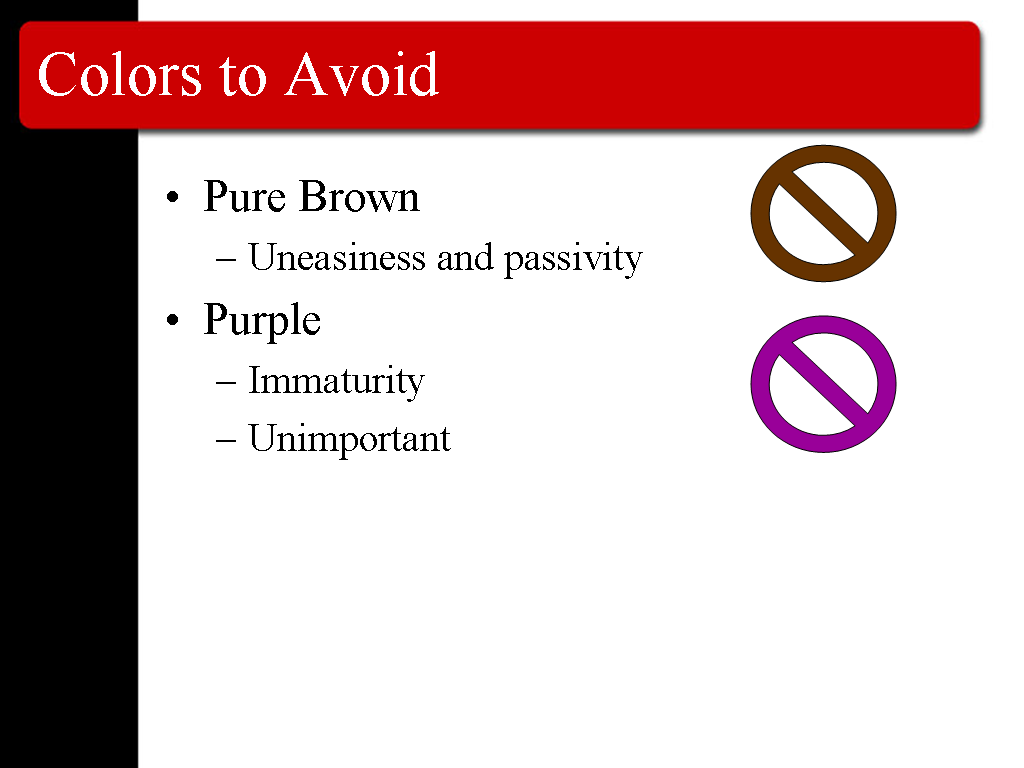 Colors to Avoid
• Pure Brown
– Uneasiness and passivity
• Purple
– Immaturity
– Unimportant